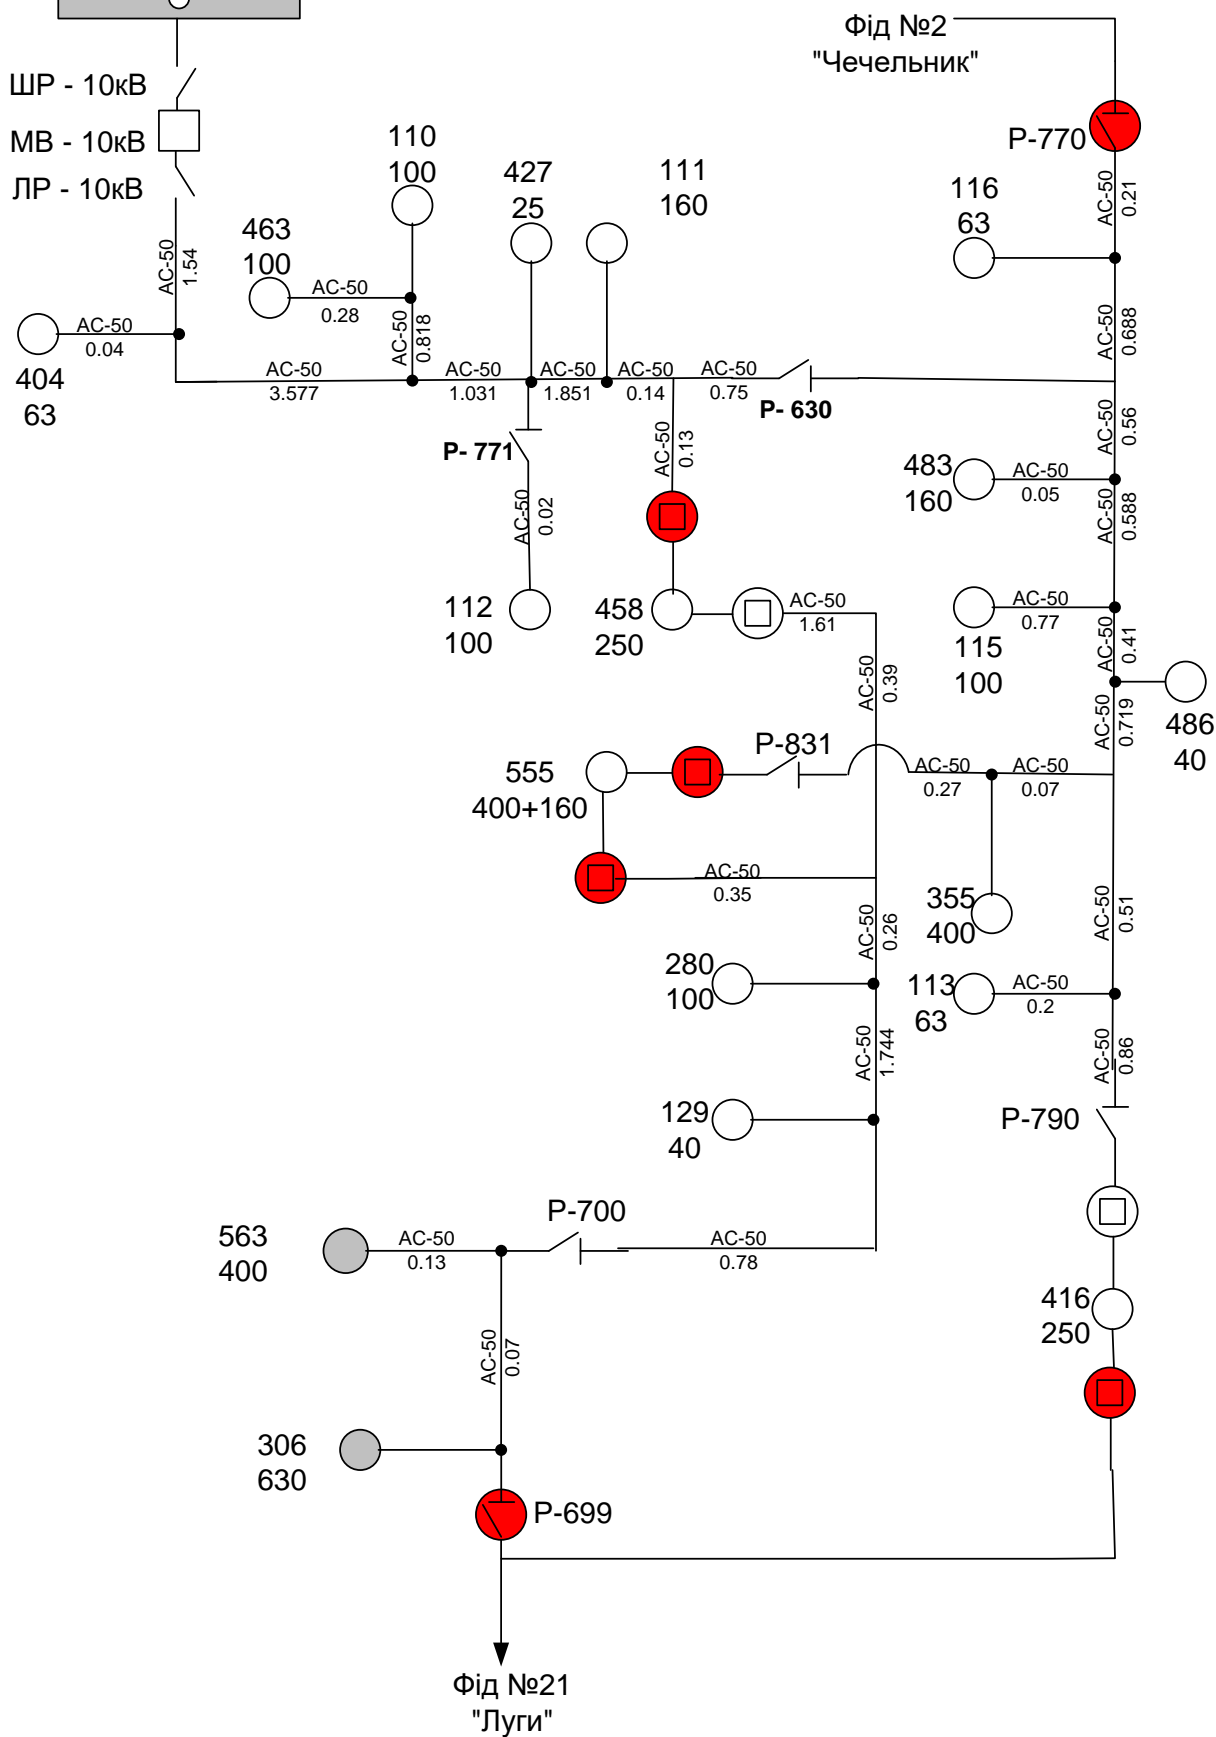 Фід №2
"Чечельник"
ШР - 10кВ
МВ - 10кВ
ЛР - 10кВ
Р-770
АС-50
0.21
110
100
427
25
111
160
116
63
463
100
АС-50
1.54
АС-50
0.28
АС-50
0.818
АС-50
0.688
АС-50
0.04
404
63
АС-50
3.577
АС-50
1.031
АС-50
1.851
АС-50
0.14
АС-50
0.75
Р- 630
АС-50
0.56
Р- 771
АС-50
0.13
483
160
АС-50
0.05
АС-50
0.588
АС-50
0.02
112
100
458
250
АС-50
1.61
АС-50
0.77
115
100
АС-50
0.41
АС-50
0.39
АС-50
0.719
486
40
Р-831
555
400+160
АС-50
0.27
АС-50
0.07
АС-50
0.35
355
400
АС-50
0.51
АС-50
0.26
280
100
113
63
АС-50
0.2
АС-50
1.744
АС-50
0.86
129
40
Р-790
Р-700
563
400
АС-50
0.13
АС-50
0.78
416
250
АС-50
0.07
306
630
Р-699
Фід №21
"Луги"